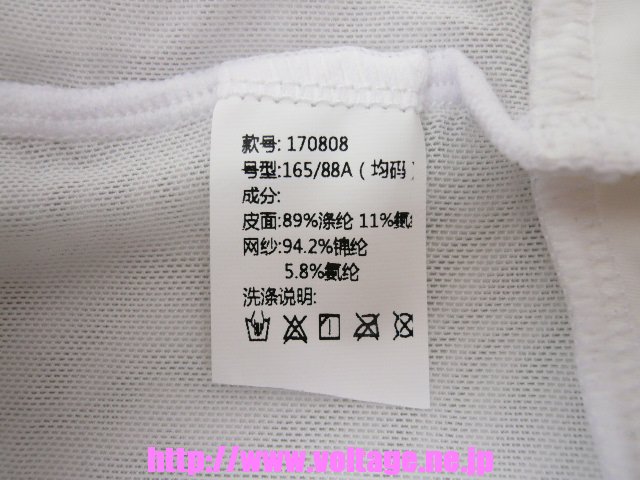 款号: 170808
号型:165/88A ( 均码 )
成分:
皮面:89%涤纶 11%氨纶
网纱:94.2%锦纶
5.8%氨纶
洗涤说明:
http://www.voltage.ne.jp